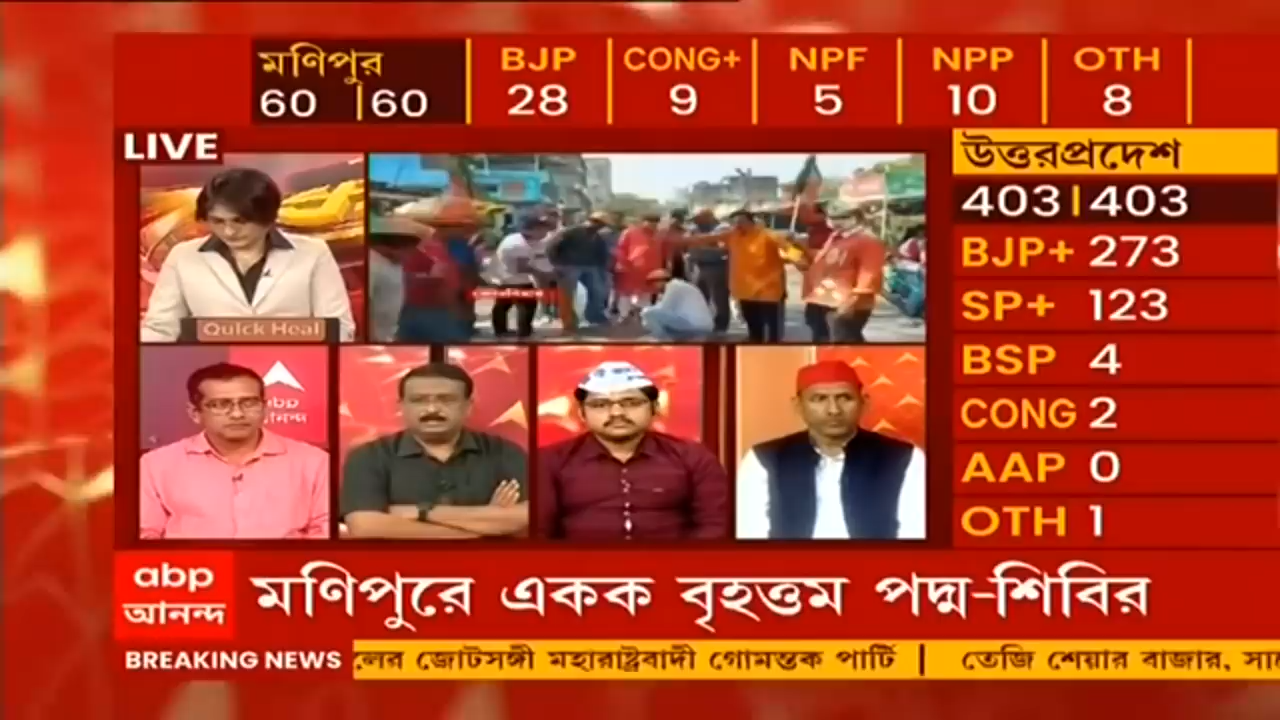 মণিপুর BJP CONG+ NPF NPP OTH
60 | 60 28 9 5 10 8
LIVE
উত্তরপ্রদেশ
403 | 403
BJP+ 273
SP+ 123
BSP 4
CONG 2
AAP 0
OTH 1
Quick Heal
abp
আনন্দ
মণিপুরে একক বৃহত্তম পদ্ম-শিবির
BREAKING NEWS লের জোটসঙ্গী মহারাষ্ট্রবাদী গোমন্তক পার্টি | তেজি শেয়ার বাজার,